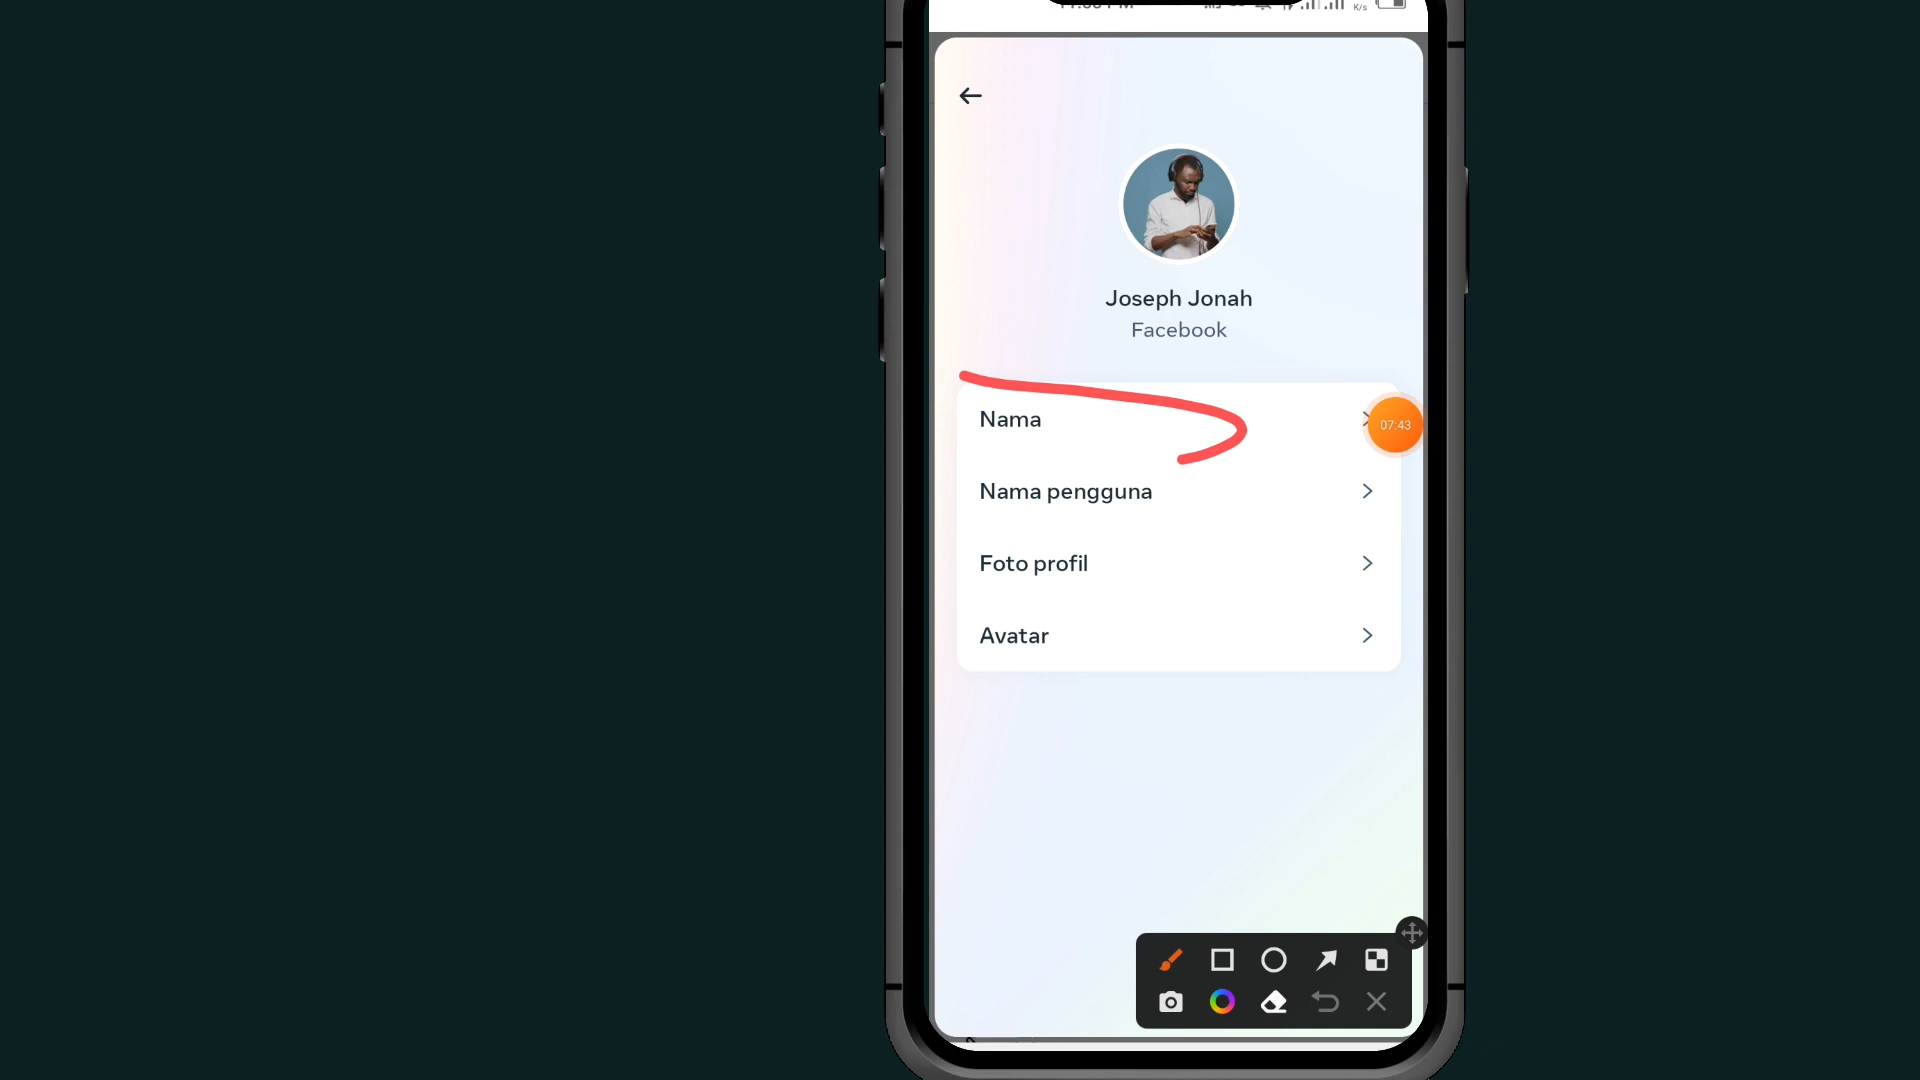 K/s
Joseph Jonah
Facebook
Nama
07:43
Nama pengguna
Foto profil
Avatar